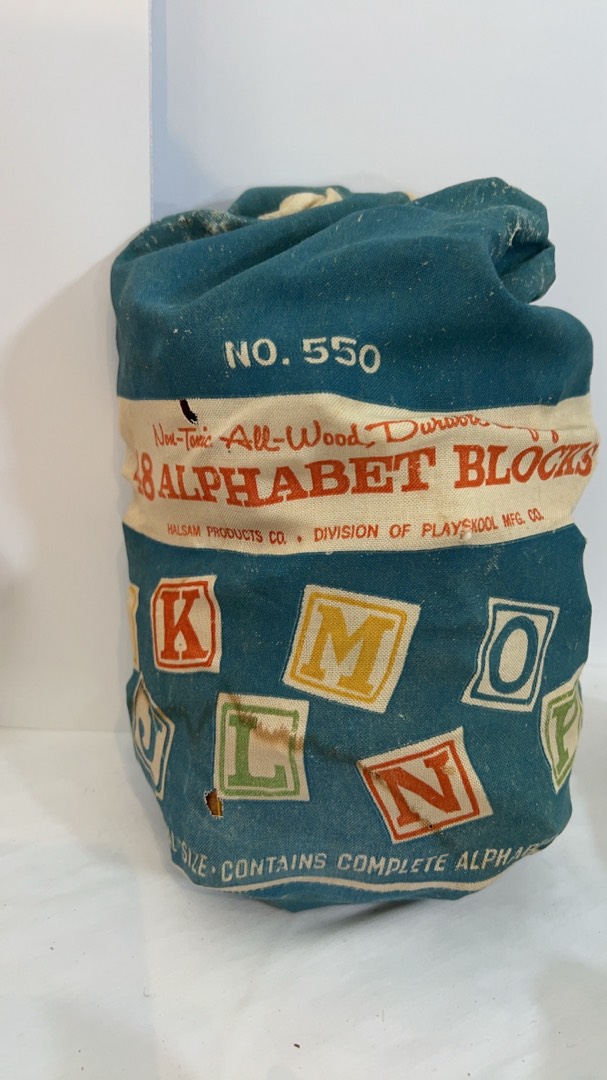 NO. 550
Non-Toxic All-Wood
48 ALPHABET BLOCKS
HALSAM PRODUCTS CO. • DIVISION OF PLAYSKOOL MFG. CO.
K M O
J L N P
SIZE • CONTAINS COMPLETE